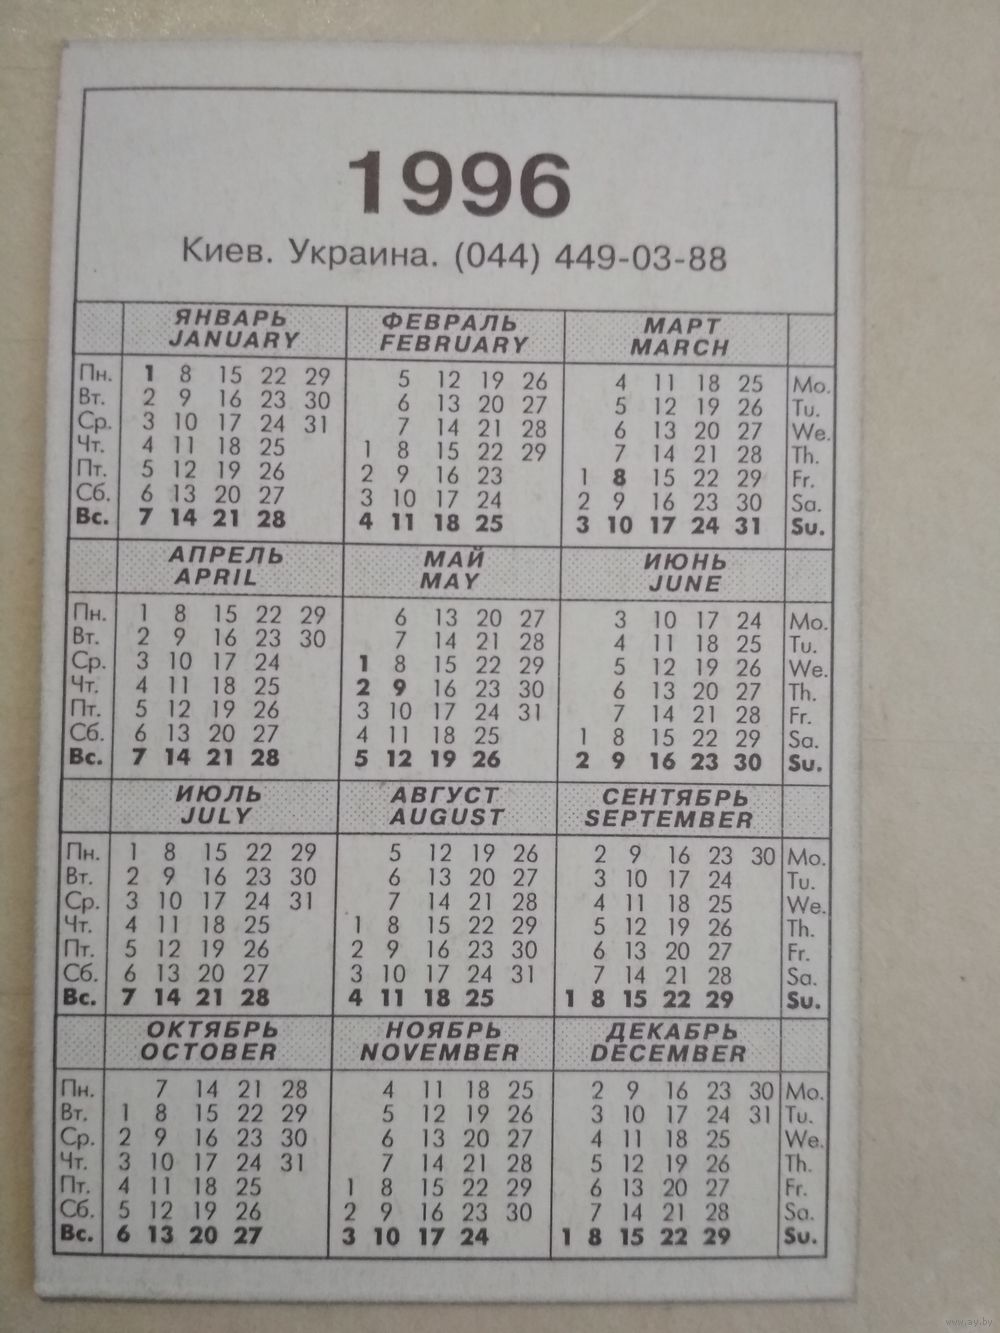 1996
Киев. Украина. (044) 449-03-88
ЯНВАРЬ ФЕВРАЛЬ МАРТ
JANUARY FEBRUARY MARCH
Пн. 1 8 15 22 29 5 12 19 26 4 11 18 25 Mo.
Вт. 2 9 16 23 30 6 13 20 27 5 12 19 26 Tu.
Ср. 3 10 17 24 31 7 14 21 28 6 13 20 27 We.
Чт. 4 11 18 25 1 8 15 22 29 7 14 21 28 Th.
Пт. 5 12 19 26 2 9 16 23 1 8 15 22 29 Fr.
Сб. 6 13 20 27 3 10 17 24 2 9 16 23 30 Sa.
Вс. 7 14 21 28 4 11 18 25 3 10 17 24 31 Su.
АПРЕЛЬ МАЙ ИЮНЬ
APRIL MAY JUNE
Пн. 1 8 15 22 29 6 13 20 27 3 10 17 24 Mo.
Вт. 2 9 16 23 30 7 14 21 28 4 11 18 25 Tu.
Ср. 3 10 17 24 1 8 15 22 29 5 12 19 26 We.
Чт. 4 11 18 25 2 9 16 23 30 6 13 20 27 Th.
Пт. 5 12 19 26 3 10 17 24 31 7 14 21 28 Fr.
Сб. 6 13 20 27 4 11 18 25 1 8 15 22 29 Sa.
Вс. 7 14 21 28 5 12 19 26 2 9 16 23 30 Su.
ИЮЛЬ АВГУСТ СЕНТЯБРЬ
JULY AUGUST SEPTEMBER
Пн. 1 8 15 22 29 5 12 19 26 2 9 16 23 30 Mo.
Вт. 2 9 16 23 30 6 13 20 27 3 10 17 24 Tu.
Ср. 3 10 17 24 31 7 14 21 28 4 11 18 25 We.
Чт. 4 11 18 25 1 8 15 22 29 5 12 19 26 Th.
Пт. 5 12 19 26 2 9 16 23 30 6 13 20 27 Fr.
Сб. 6 13 20 27 3 10 17 24 31 7 14 21 28 Sa.
Вс. 7 14 21 28 4 11 18 25 1 8 15 22 29 Su.
ОКТЯБРЬ НОЯБРЬ ДЕКАБРЬ
OCTOBER NOVEMBER DECEMBER
Пн. 7 14 21 28 4 11 18 25 2 9 16 23 30 Mo.
Вт. 1 8 15 22 29 5 12 19 26 3 10 17 24 31 Tu.
Ср. 2 9 16 23 30 6 13 20 27 4 11 18 25 We.
Чт. 3 10 17 24 31 7 14 21 28 5 12 19 26 Th.
Пт. 4 11 18 25 1 8 15 22 29 6 13 20 27 Fr.
Сб. 5 12 19 26 2 9 16 23 30 7 14 21 28 Sa.
Вс. 6 13 20 27 3 10 17 24 1 8 15 22 29 Su.
www.ay.by